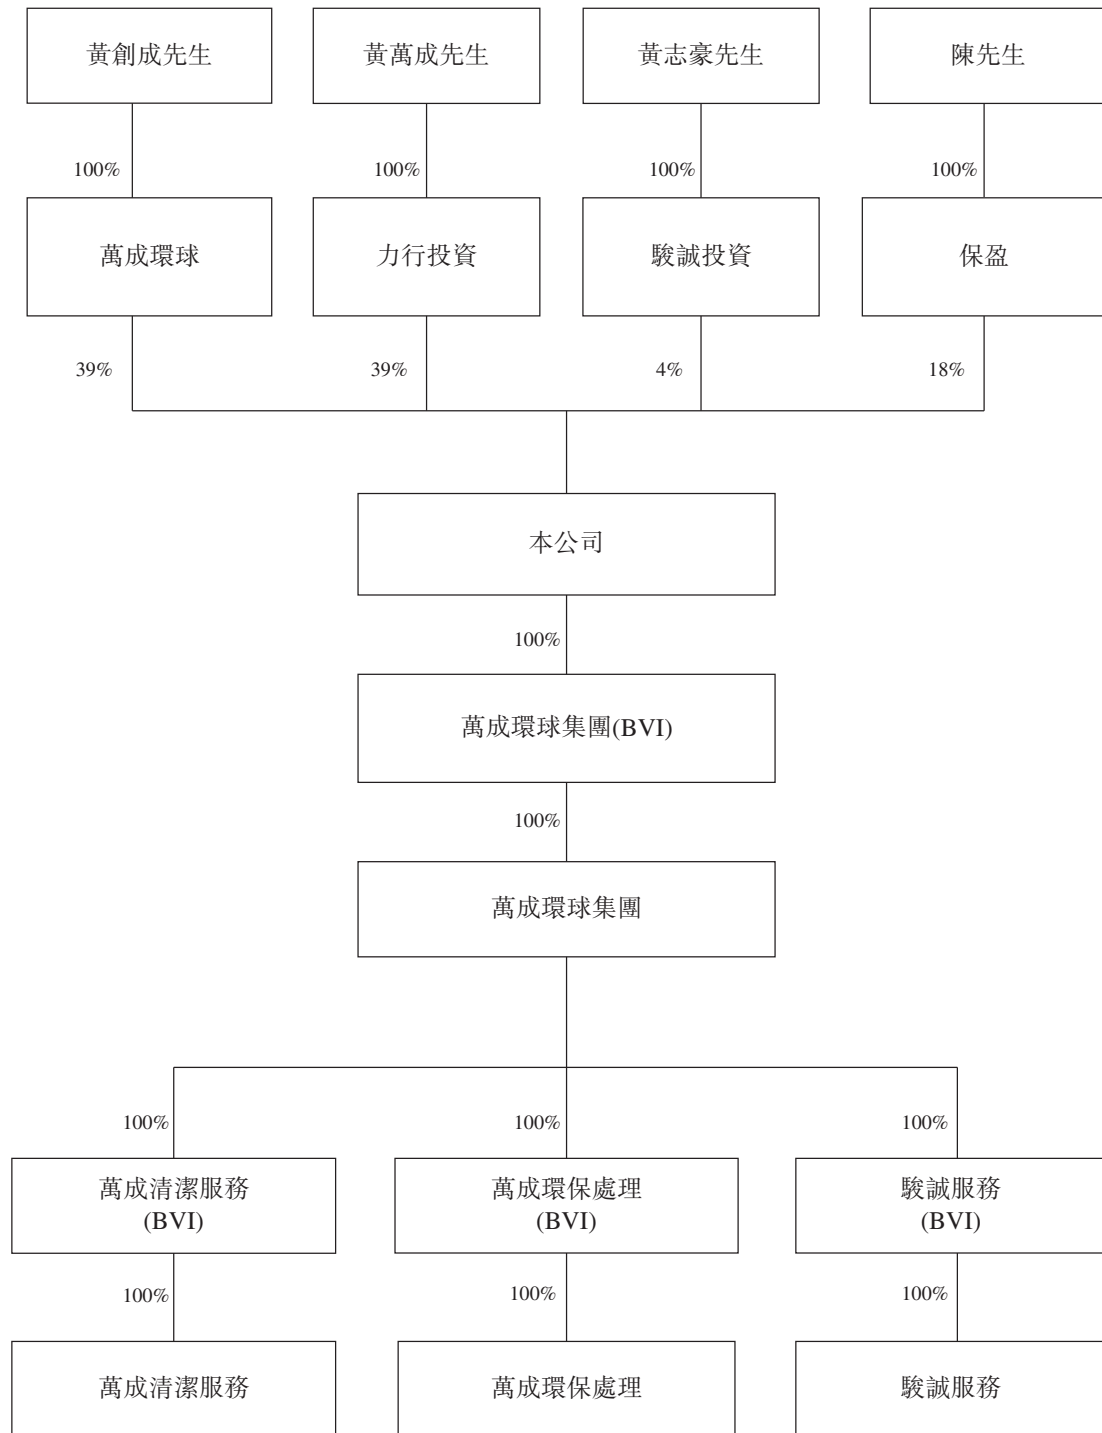 黃創成先生
黃萬成先生
黃志豪先生
陳先生
100%
100%
100%
100%
萬成環球
力行投資
駿誠投資
保盈
39%
39%
4%
18%
本公司
100%
萬成環球集團(BVI)
100%
萬成環球集團
100%
100%
100%
萬成清潔服務
(BVI)
萬成環保處理
(BVI)
駿誠服務
(BVI)
100%
100%
100%
萬成清潔服務
萬成環保處理
駿誠服務